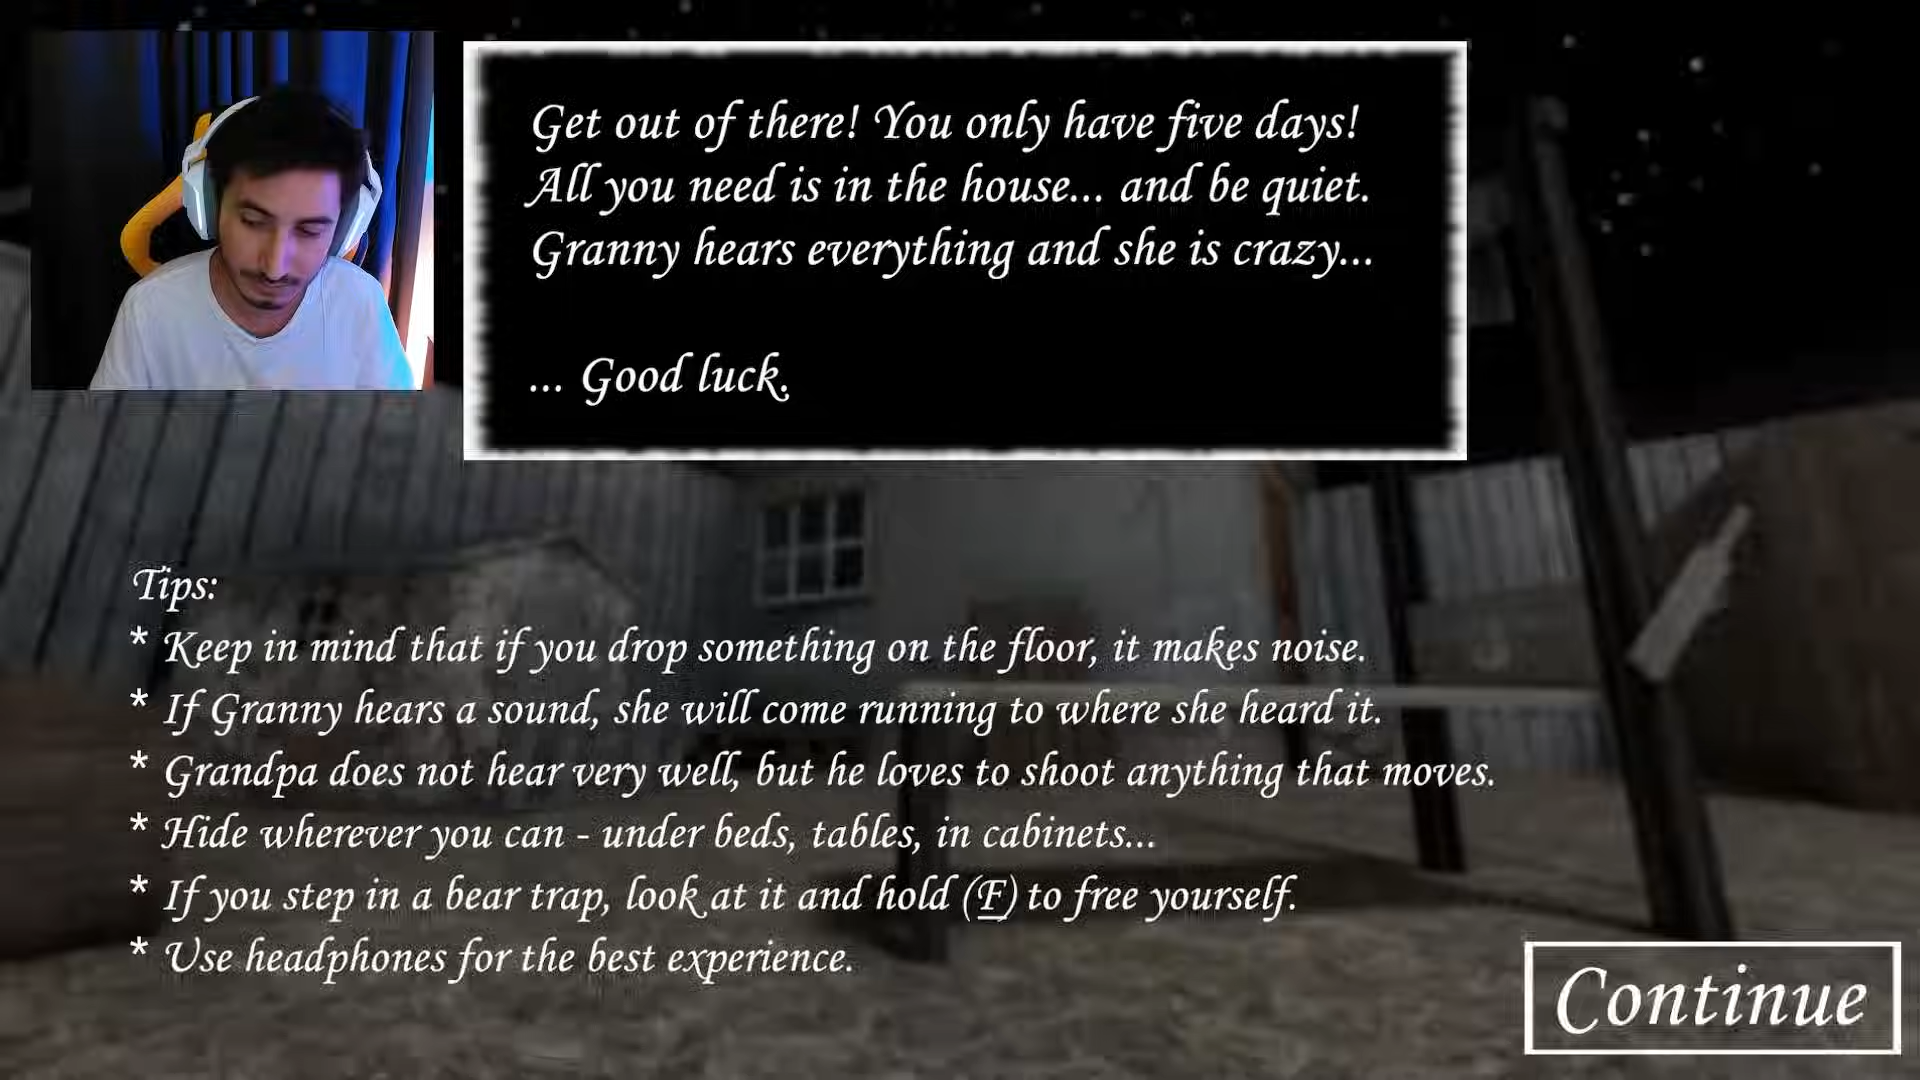 Get out of there! You only have five days!
All you need is in the house... and be quiet.
Granny hears everything and she is crazy...
... Good luck.
Tips:
* Keep in mind that if you drop something on the floor, it makes noise.
* If Granny hears a sound, she will come running to where she heard it.
* Grandpa does not hear very well, but he loves to shoot anything that moves.
* Hide wherever you can - under beds, tables, in cabinets...
* If you step in a bear trap, look at it and hold (F) to free yourself.
* Use headphones for the best experience.
Continue